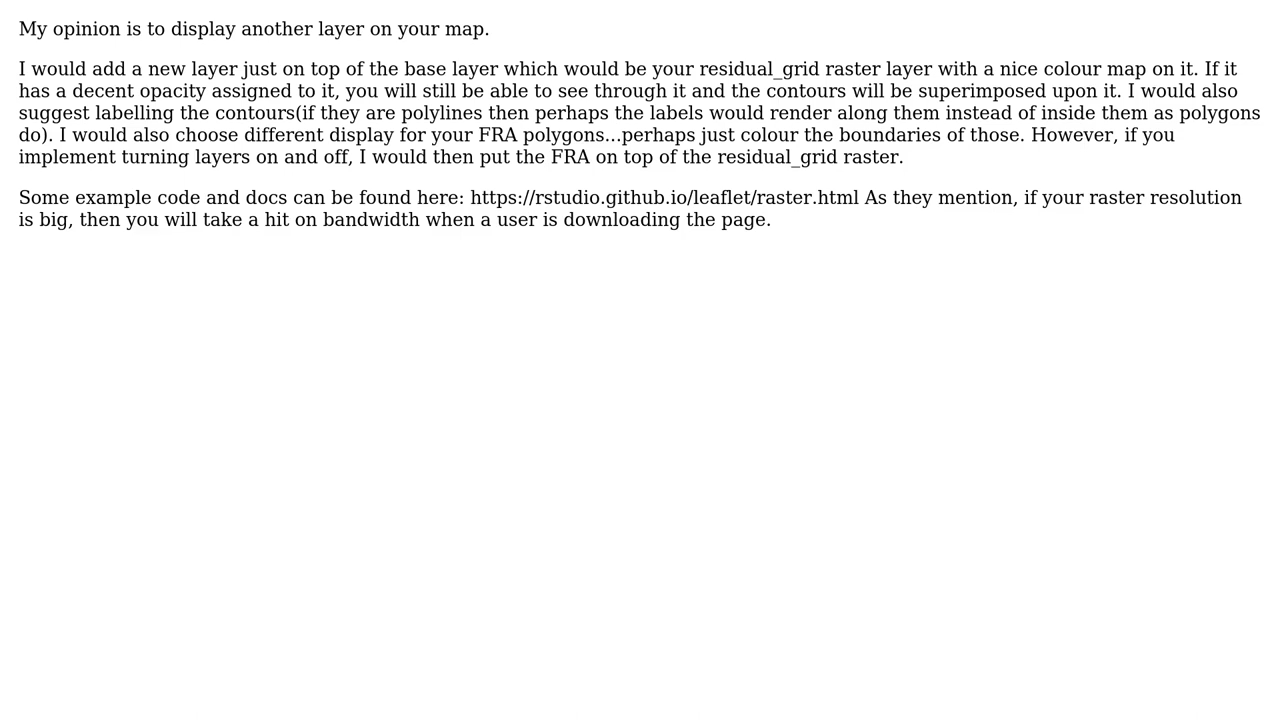 My opinion is to display another layer on your map.
I would add a new layer just on top of the base layer which would be your residual_grid raster layer with a nice colour map on it. If it
has a decent opacity assigned to it, you will still be able to see through it and the contours will be superimposed upon it. I would also
suggest labelling the contours(if they are polylines then perhaps the labels would render along them instead of inside them as polygons
do). I would also choose different display for your FRA polygons...perhaps just colour the boundaries of those. However, if you
implement turning layers on and off, I would then put the FRA on top of the residual_grid raster.
Some example code and docs can be found here: https://rstudio.github.io/leaflet/raster.html As they mention, if your raster resolution
is big, then you will take a hit on bandwidth when a user is downloading the page.